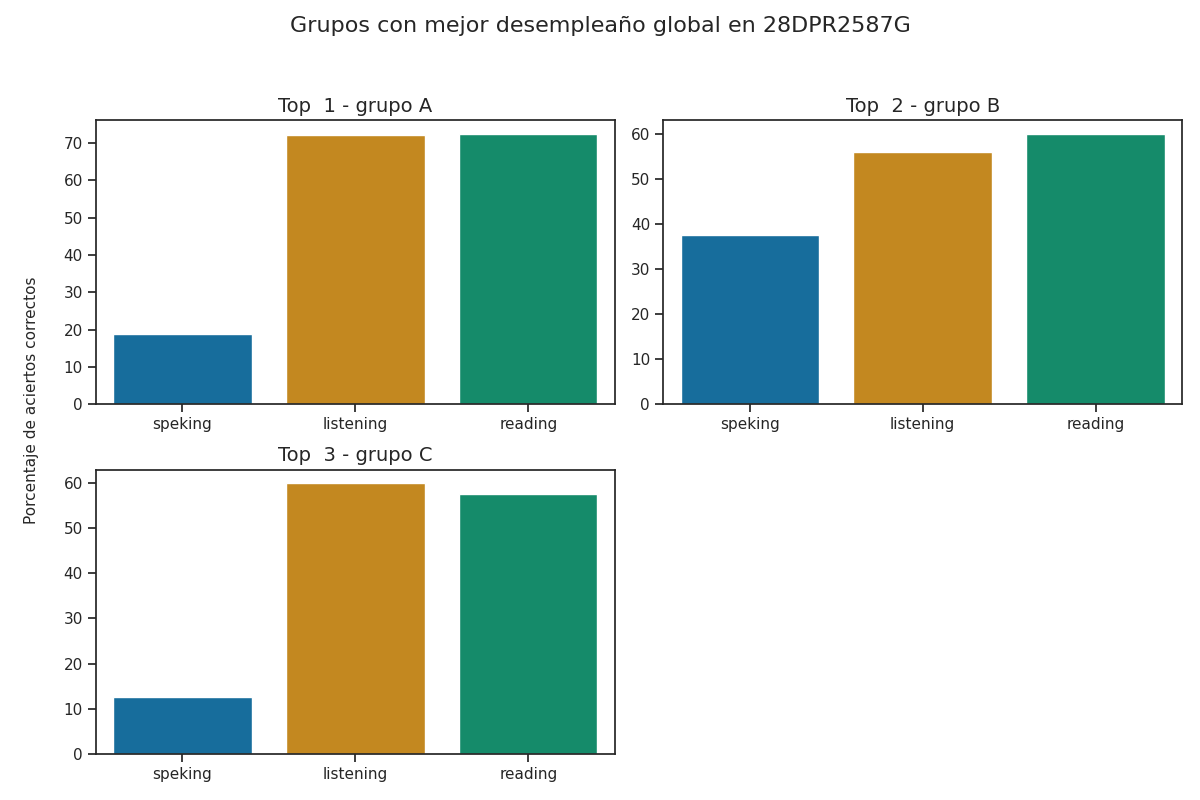 Grupos con mejor desempleaño global en 28DPR2587G
Porcentaje de aciertos correctos
Top  1 - grupo A
70
60
50
40
30
20
10
0
speking listening reading
Top  2 - grupo B
60
50
40
30
20
10
0
speking listening reading
Top  3 - grupo C
60
50
40
30
20
10
0
speking listening reading